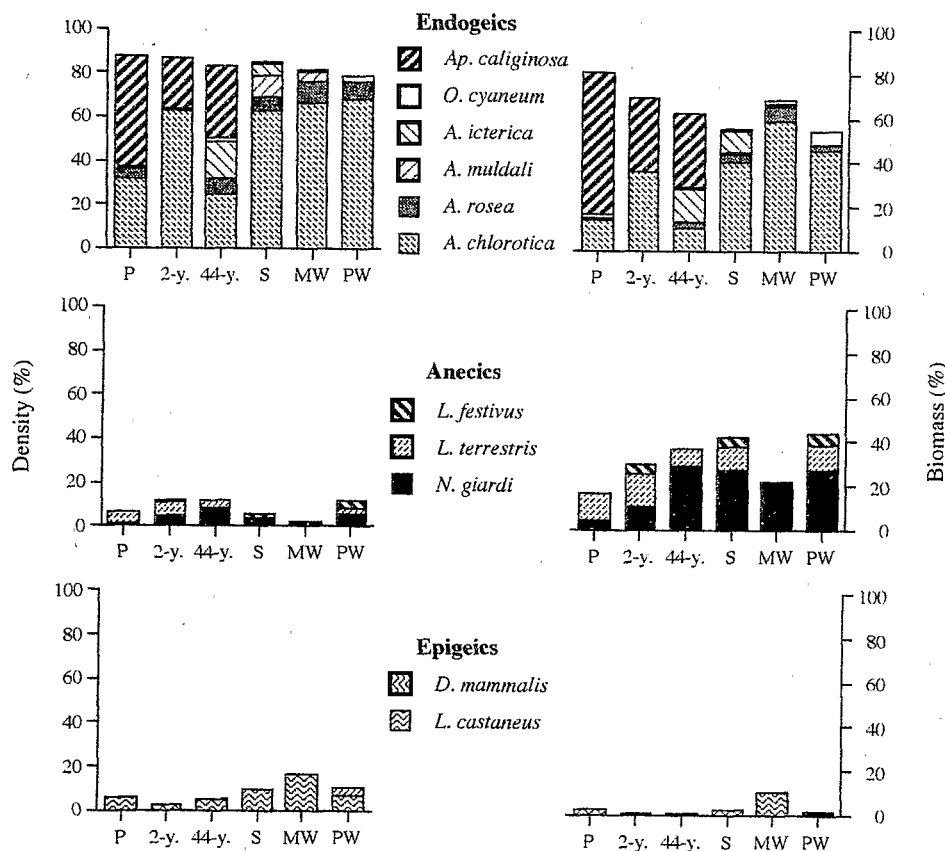 Endogeics
Ap. caliginosa
O. cyaneum
A. icterica
A. muldali
A. rosea
A. chlorotica
100
80
60
40
20
0
P 2-y. 44-y. S MW PW
100
80
60
40
20
0
P 2-y. 44-y. S MW PW
Density (%)
Anecics
L. festivus
L. terrestris
N. giardi
100
80
60
40
20
0
P 2-y. 44-y. S MW PW
Biomass (%)
100
80
60
40
20
0
P 2-y. 44-y. S MW PW
Epigeics
D. mammalis
L. castaneus
100
80
60
40
20
0
P 2-y. 44-y. S MW PW
100
80
60
40
20
0
P 2-y. 44-y. S MW PW